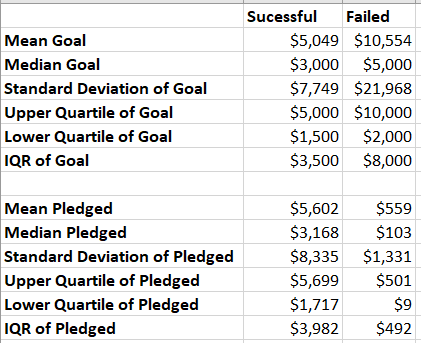 Sucessful Failed
Mean Goal $5,049 $10,554
Median Goal $3,000 $5,000
Standard Deviation of Goal $7,749 $21,968
Upper Quartile of Goal $5,000 $10,000
Lower Quartile of Goal $1,500 $2,000
IQR of Goal $3,500 $8,000
Mean Pledged $5,602 $559
Median Pledged $3,168 $103
Standard Deviation of Pledged $8,335 $1,331
Upper Quartile of Pledged $5,699 $501
Lower Quartile of Pledged $1,717 $9
IQR of Pledged $3,982 $492